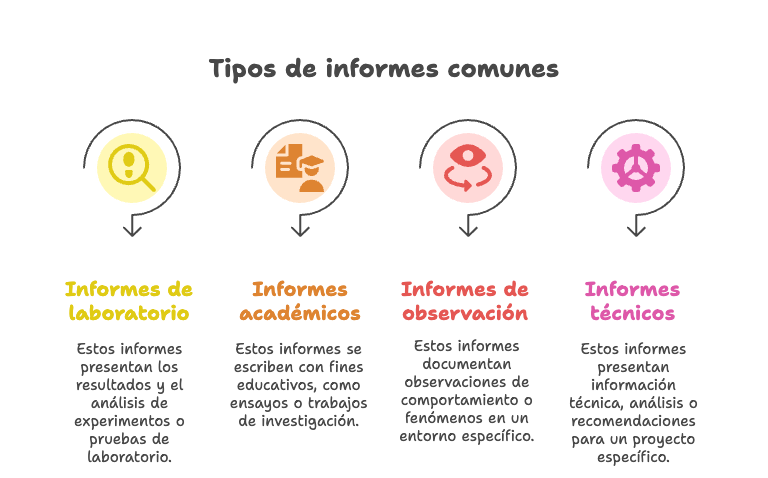 Tipos de informes comunes
Informes de
laboratorio
Estos informes
presentan los
resultados y el
análisis de
experimentos o
pruebas de
laboratorio.
Informes
académicos
Estos informes se
escriben con fines
educativos, como
ensayos o trabajos
de investigación.
Informes de
observación
Estos informes
documentan
observaciones de
comportamiento o
fenómenos en un
entorno específico.
Informes
técnicos
Estos informes
presentan
información
técnica, análisis o
recomendaciones
para un proyecto
específico.